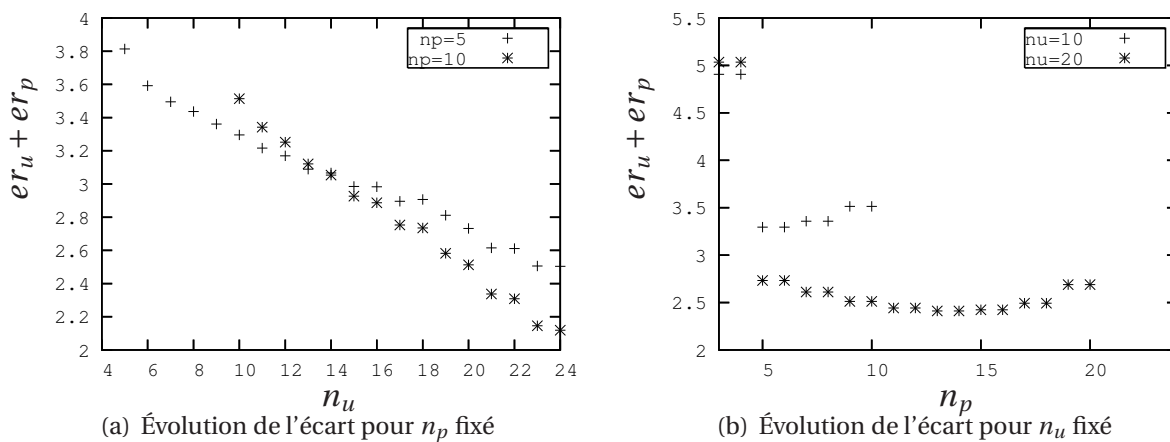 4
3.8
3.6
3.4
3.2
3
2.8
2.6
2.4
2.2
2
4 6 8 10 12 14 16 18 20 22 24
er_u + er_p
n_u
np=5
np=10
(a) Évolution de l'écart pour n_p fixé
5.5
5
4.5
4
3.5
3
2.5
2
5 10 15 20
er_u + er_p
n_p
nu=10
nu=20
(b) Évolution de l'écart pour n_u fixé